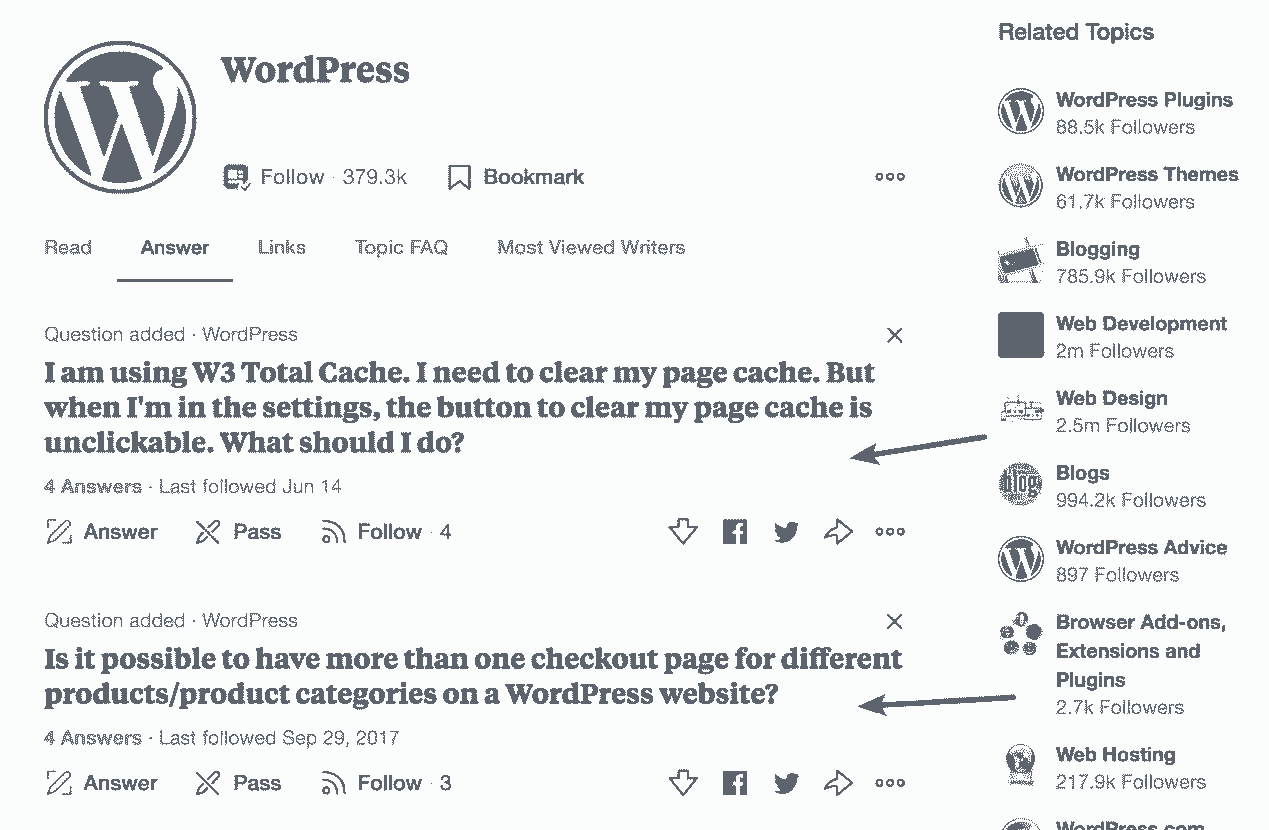 WordPress
Follow · 379.3k
Bookmark
Read
Answer
Links
Topic FAQ
Most Viewed Writers
Question added · WordPress
I am using W3 Total Cache. I need to clear my page cache. But
when I'm in the settings, the button to clear my page cache is
unclickable. What should I do?
4 Answers · Last followed Jun 14
Answer
Pass
Follow · 4
Question added · WordPress
Is it possible to have more than one checkout page for different
products/product categories on a WordPress website?
4 Answers · Last followed Sep 29, 2017
Answer
Pass
Follow · 3
Related Topics
WordPress Plugins
88.5k Followers
WordPress Themes
61.7k Followers
Blogging
785.9k Followers
Web Development
2m Followers
Web Design
2.5m Followers
blog
Blogs
994.2k Followers
WordPress Advice
897 Followers
Browser Add-ons,
Extensions and
Plugins
2.7k Followers
Web Hosting
217.9k Followers
WordPress.com